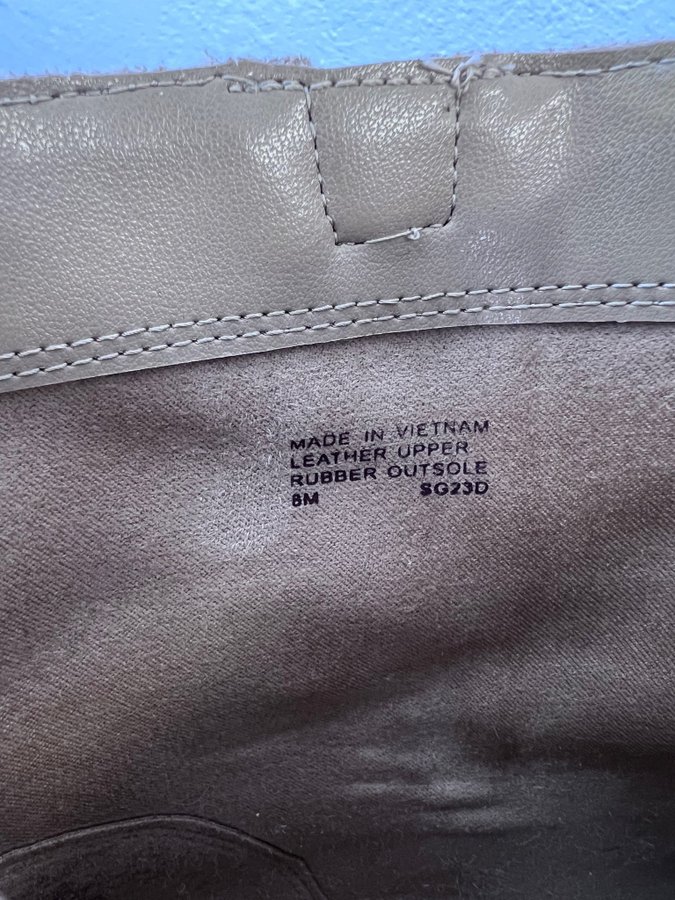 MADE IN VIETNAM
LEATHER UPPER
RUBBER OUTSOLE
8M SG23D